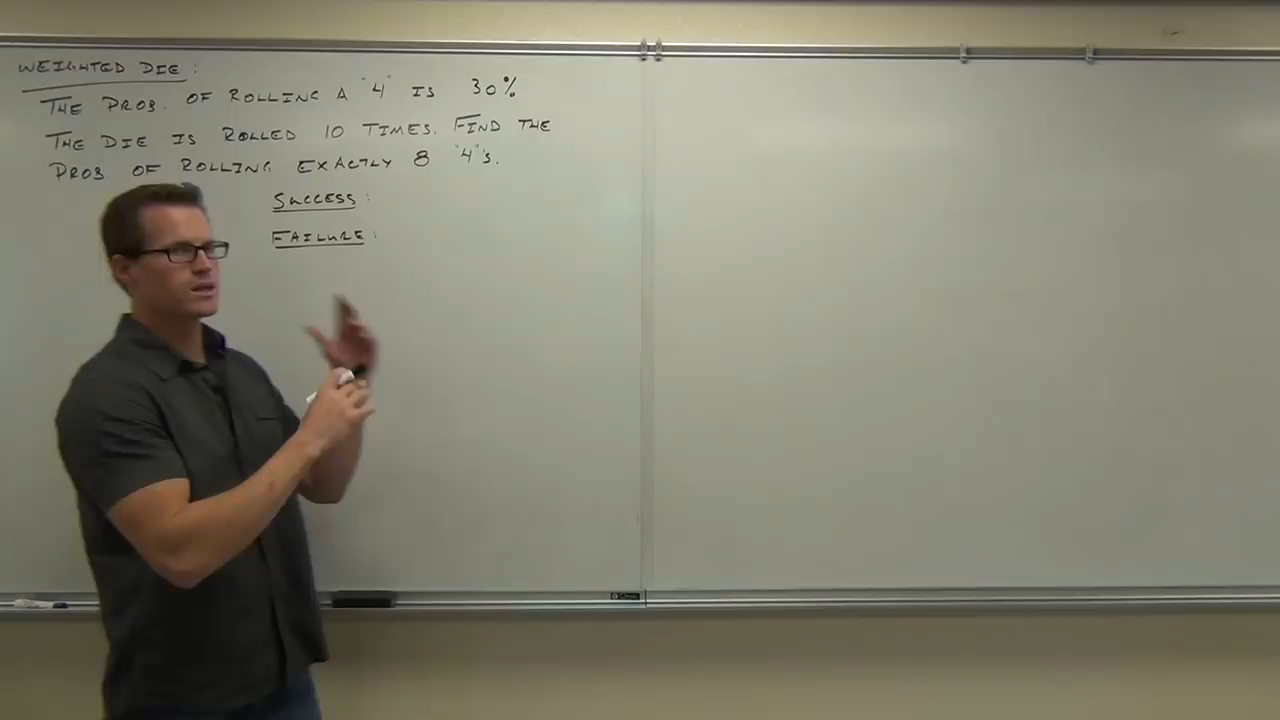 WEIGHTED DIE:
THE PROB. OF ROLLING A "4" IS 30%
THE DIE IS ROLLED 10 TIMES. FIND THE
PROB OF ROLLING EXACTLY 8 "4"s.
SUCCESS:
FAILURE: